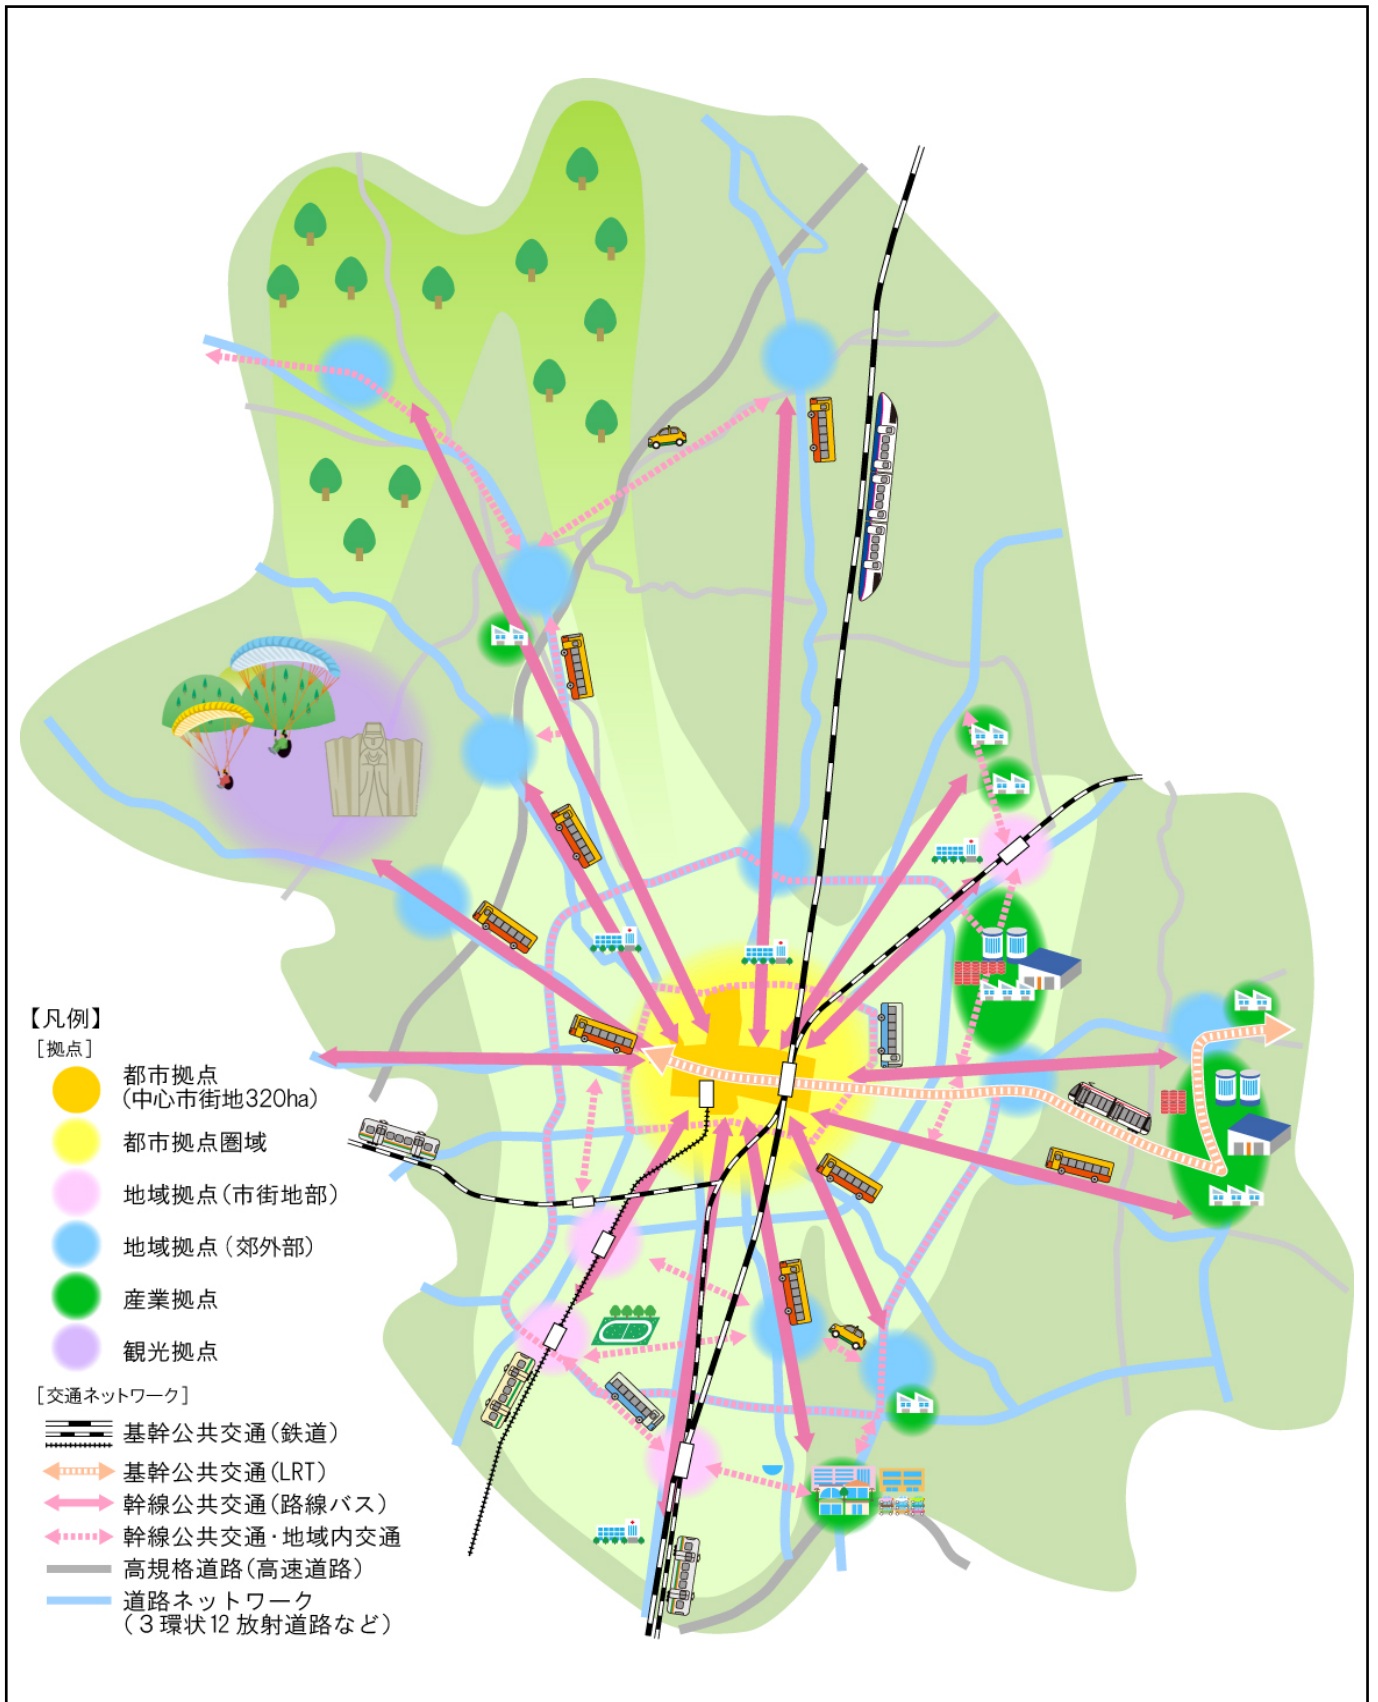 【凡例】
［拠点］
都市拠点
（中心市街地320ha）
都市拠点圏域
地域拠点（市街地部）
地域拠点（郊外部）
産業拠点
観光拠点
［交通ネットワーク］
基幹公共交通（鉄道）
基幹公共交通（LRT）
幹線公共交通（路線バス）
幹線公共交通・地域内交通
高規格道路（高速道路）
道路ネットワーク
（３環状12放射道路など）